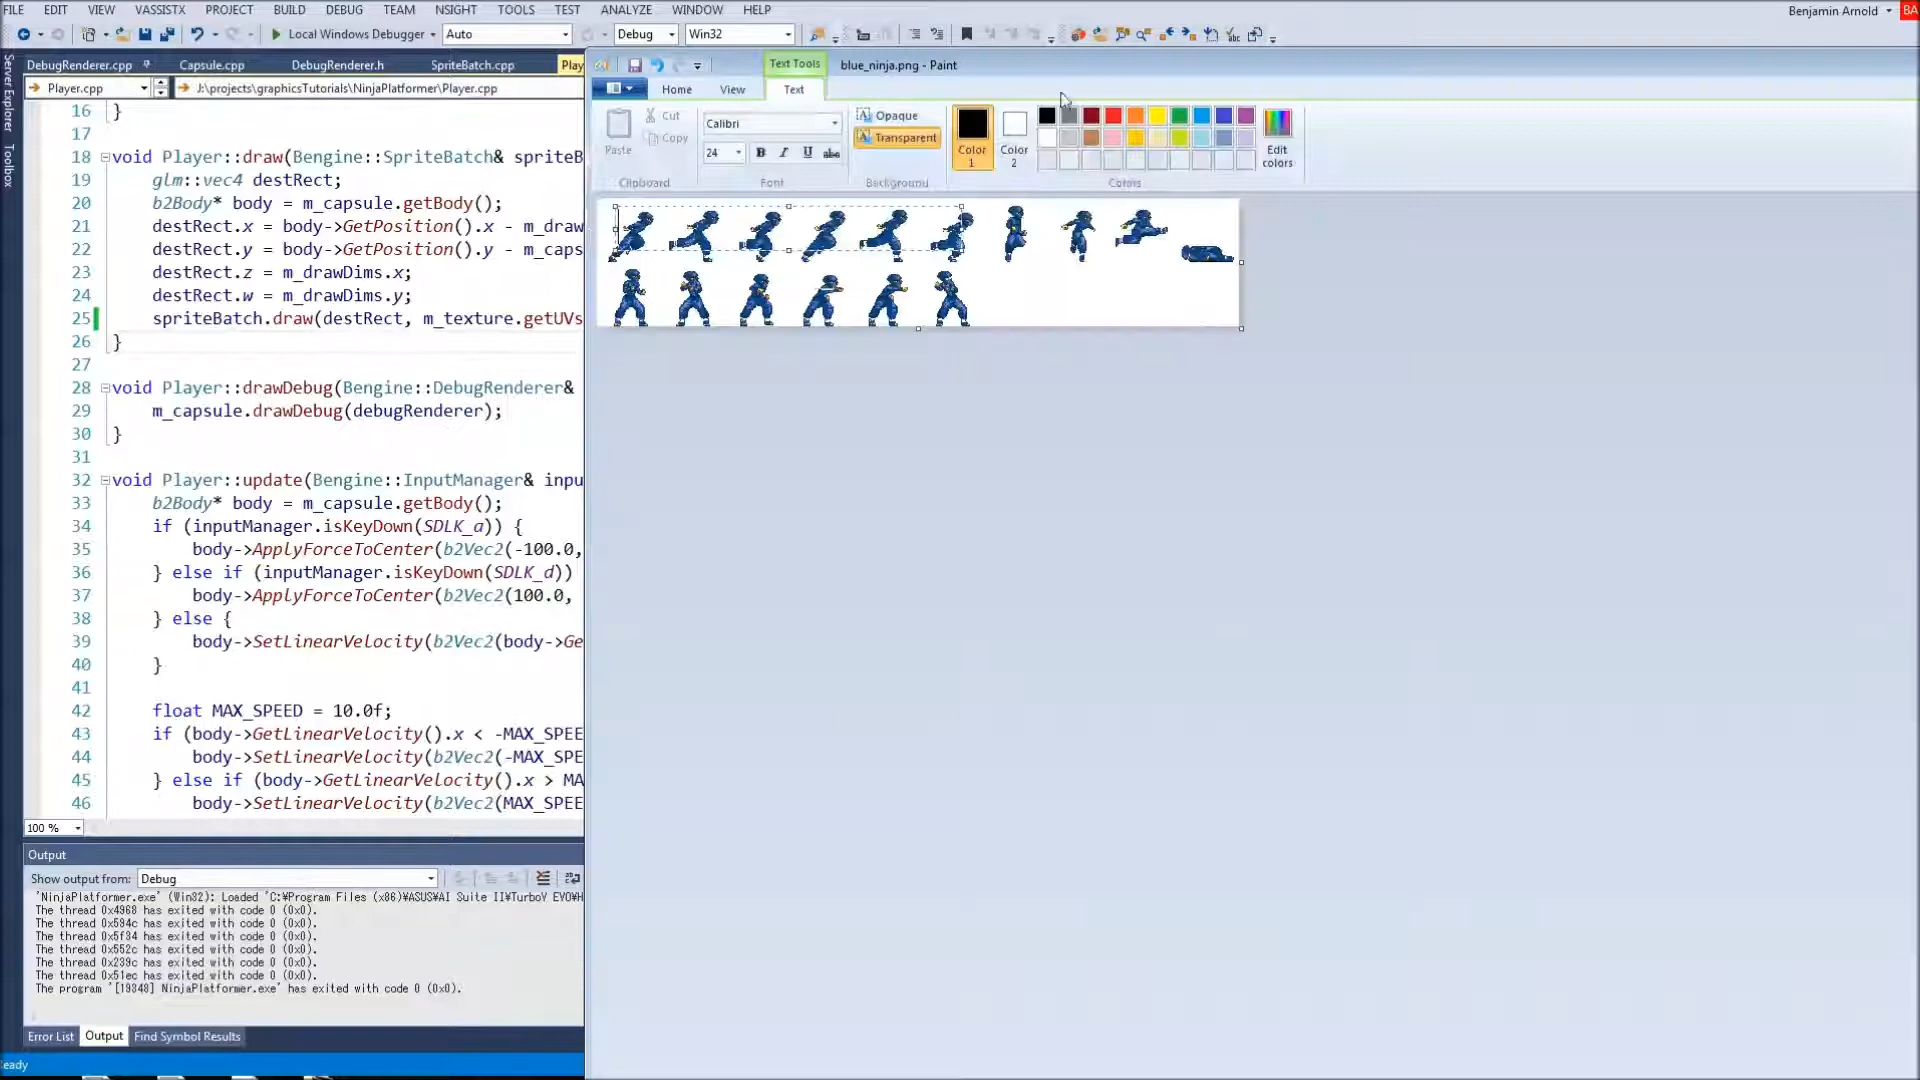 FILE EDIT VIEW VASSISTX PROJECT BUILD DEBUG TEAM NSIGHT TOOLS TEST ANALYZE WINDOW HELP
Benjamin Arnold BA
Local Windows Debugger Auto Debug Win32
Server Explorer
Toolbox
DebugRenderer.cpp Capsule.cpp DebugRenderer.h SpriteBatch.cpp Play
Player.cpp J:\projects\graphicsTutorials\NinjaPlatformer\Player.cpp
16 }
17
18 void Player::draw(Bengine::SpriteBatch& spriteB
19 glm::vec4 destRect;
20 b2Body* body = m_capsule.getBody();
21 destRect.x = body->GetPosition().x - m_draw
22 destRect.y = body->GetPosition().y - m_caps
23 destRect.z = m_drawDims.x;
24 destRect.w = m_drawDims.y;
25 spriteBatch.draw(destRect, m_texture.getUVs
26 }
27
28 void Player::drawDebug(Bengine::DebugRenderer&
29 m_capsule.drawDebug(debugRenderer);
30 }
31
32 void Player::update(Bengine::InputManager& inpu
33 b2Body* body = m_capsule.getBody();
34 if (inputManager.isKeyDown(SDLK_a)) {
35 body->ApplyForceToCenter(b2Vec2(-100.0,
36 } else if (inputManager.isKeyDown(SDLK_d))
37 body->ApplyForceToCenter(b2Vec2(100.0,
38 } else {
39 body->SetLinearVelocity(b2Vec2(body->Ge
40 }
41
42 float MAX_SPEED = 10.0f;
43 if (body->GetLinearVelocity().x < -MAX_SPEE
44 body->SetLinearVelocity(b2Vec2(-MAX_SPE
45 } else if (body->GetLinearVelocity().x > MA
46 body->SetLinearVelocity(b2Vec2(MAX_SPEE
100 %
Output
Show output from: Debug
'NinjaPlatformer.exe' (Win32): Loaded 'C:¥Program Files (x86)¥ASUS¥AI Suite II¥TurboV EVO¥H
The thread 0x4968 has exited with code 0 (0x0).
The thread 0x594c has exited with code 0 (0x0).
The thread 0x5f34 has exited with code 0 (0x0).
The thread 0x552c has exited with code 0 (0x0).
The thread 0x239c has exited with code 0 (0x0).
The thread 0x51ec has exited with code 0 (0x0).
The program '[19348] NinjaPlatformer.exe' has exited with code 0 (0x0).
Error List Output Find Symbol Results
Ready
Text Tools blue_ninja.png - Paint
Home View Text
Paste Cut
Copy
Clipboard
Calibri
24 B I U abc
Font
Opaque
Transparent
Background
Color 1
Color 2
Edit colors
Colors